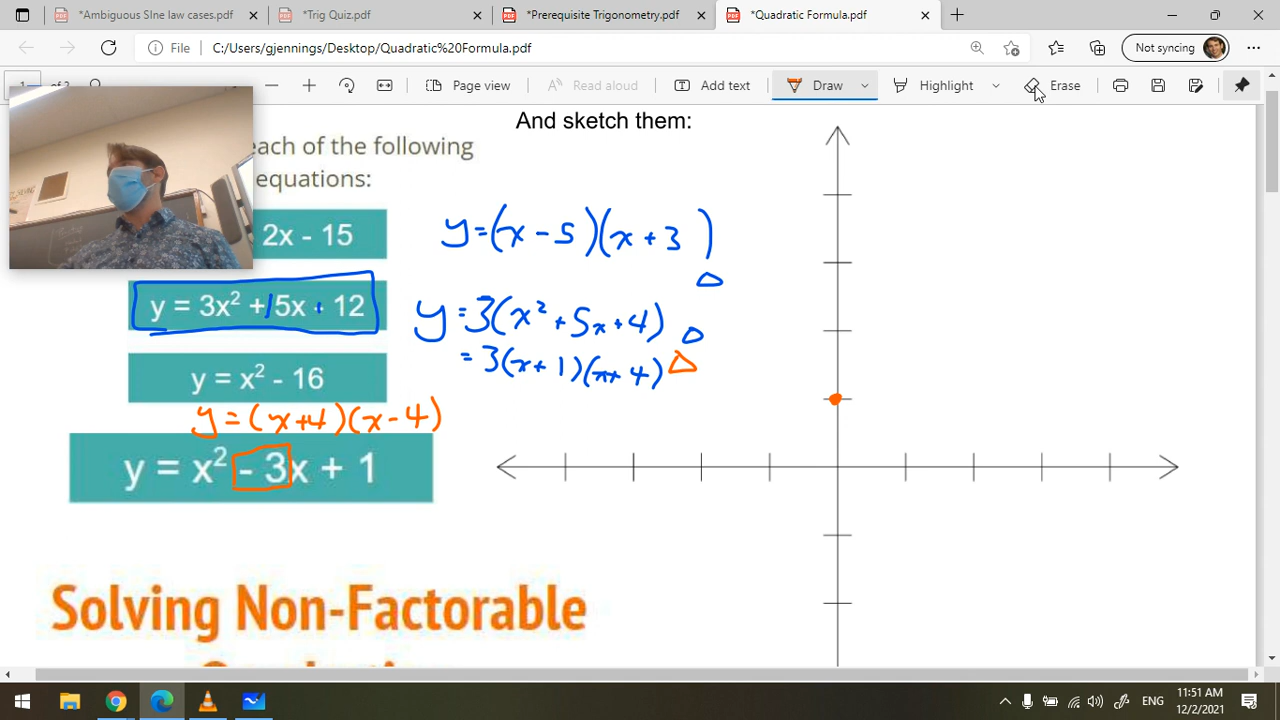 *Ambiguous SIne law cases.pdf
*Trig Quiz.pdf
*Prerequisite Trigonometry.pdf
*Quadratic Formula.pdf
File
C:/Users/gjennings/Desktop/Quadratic%20Formula.pdf
Not syncing
Page view
Read aloud
Add text
Draw
Highlight
Erase
And sketch them:
each of the following
equations:
2x - 15
y=(x-5)(x+3)
y = 3x² + 15x + 12
y=3(x²+5x+4)
=3(x+1)(x+4)
y = x² - 16
y=(x+4)(x-4)
y = x² - 3x + 1
Solving Non-Factorable
ENG
11:51 AM
12/2/2021